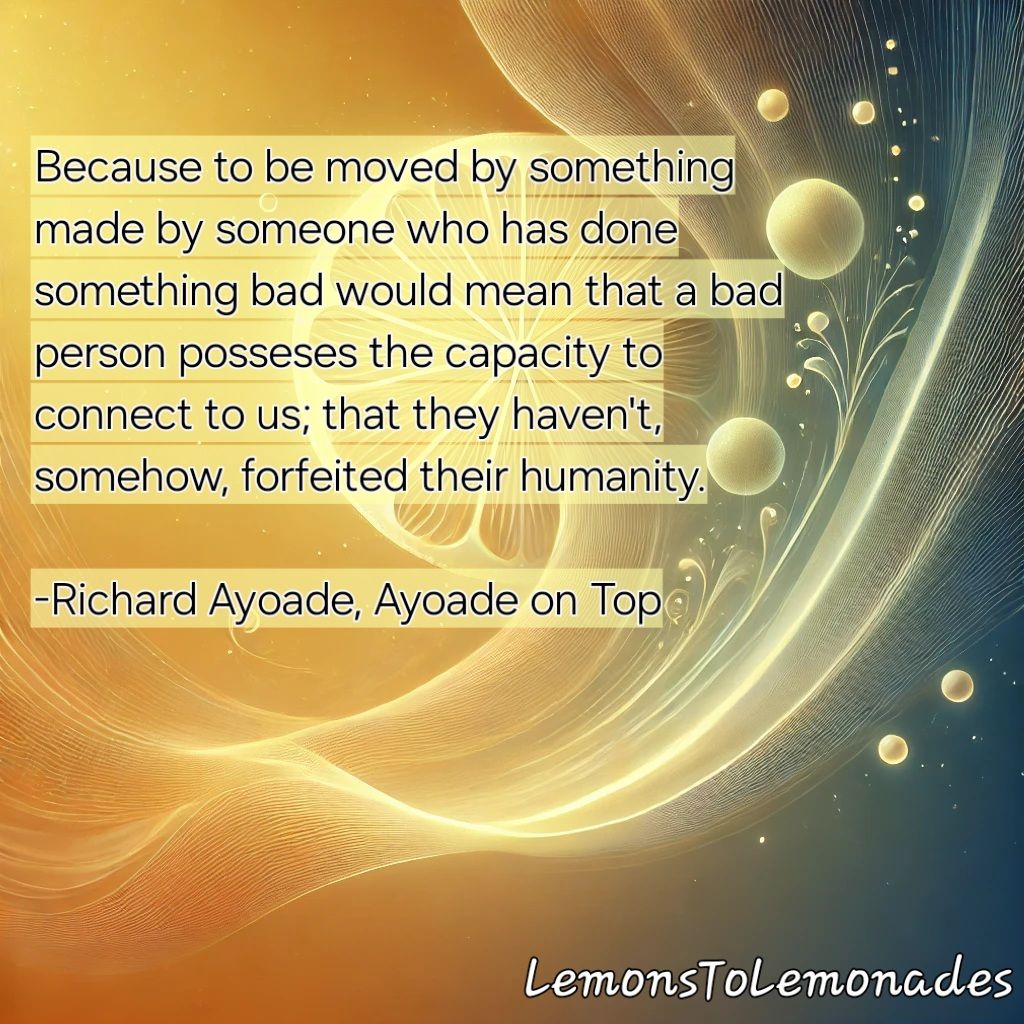 Because to be moved by something
made by someone who has done
something bad would mean that a bad
person posseses the capacity to
connect to us; that they haven't,
somehow, forfeited their humanity.
-Richard Ayoade, Ayoade on Top
LemonsToLemonades